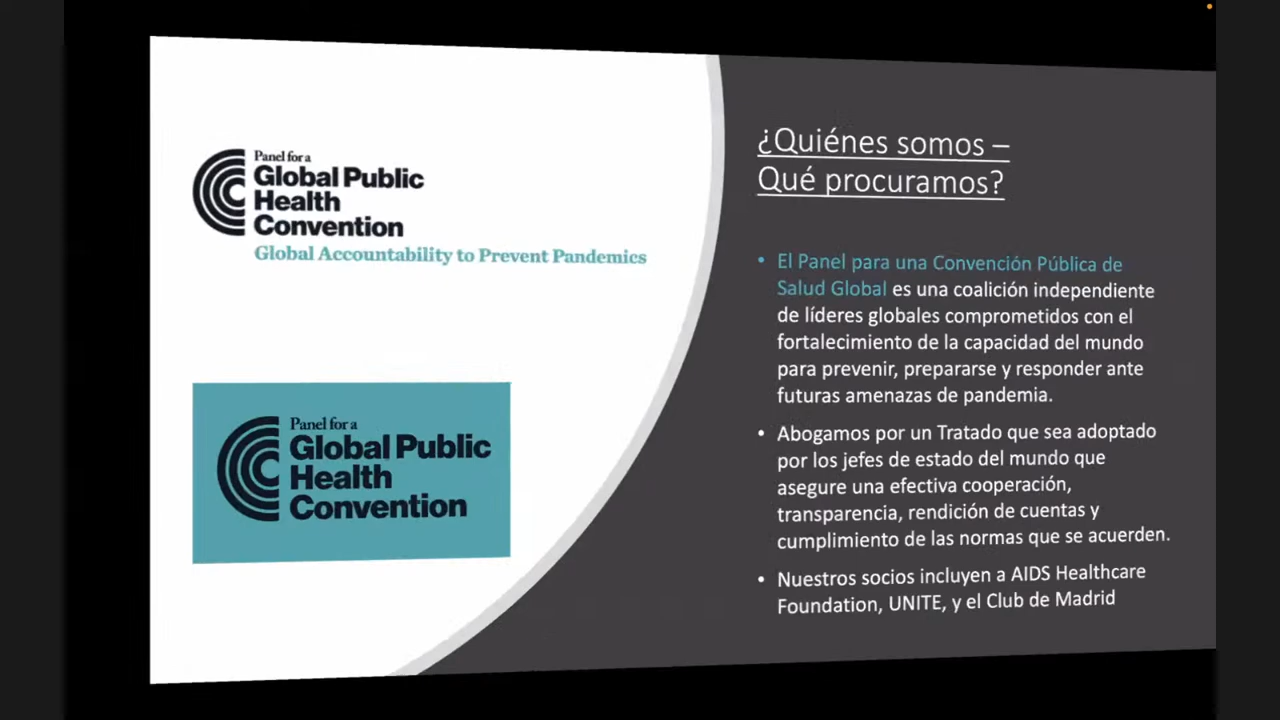 Panel for a
Global Public
Health
Convention
Global Accountability to Prevent Pandemics
Panel for a
Global Public
Health
Convention
¿Quiénes somos –
Qué procuramos?
• El Panel para una Convención Pública de
Salud Global es una coalición independiente
de líderes globales comprometidos con el
fortalecimiento de la capacidad del mundo
para prevenir, prepararse y responder ante
futuras amenazas de pandemia.
• Abogamos por un Tratado que sea adoptado
por los jefes de estado del mundo que
asegure una efectiva cooperación,
transparencia, rendición de cuentas y
cumplimiento de las normas que se acuerden.
• Nuestros socios incluyen a AIDS Healthcare
Foundation, UNITE, y el Club de Madrid